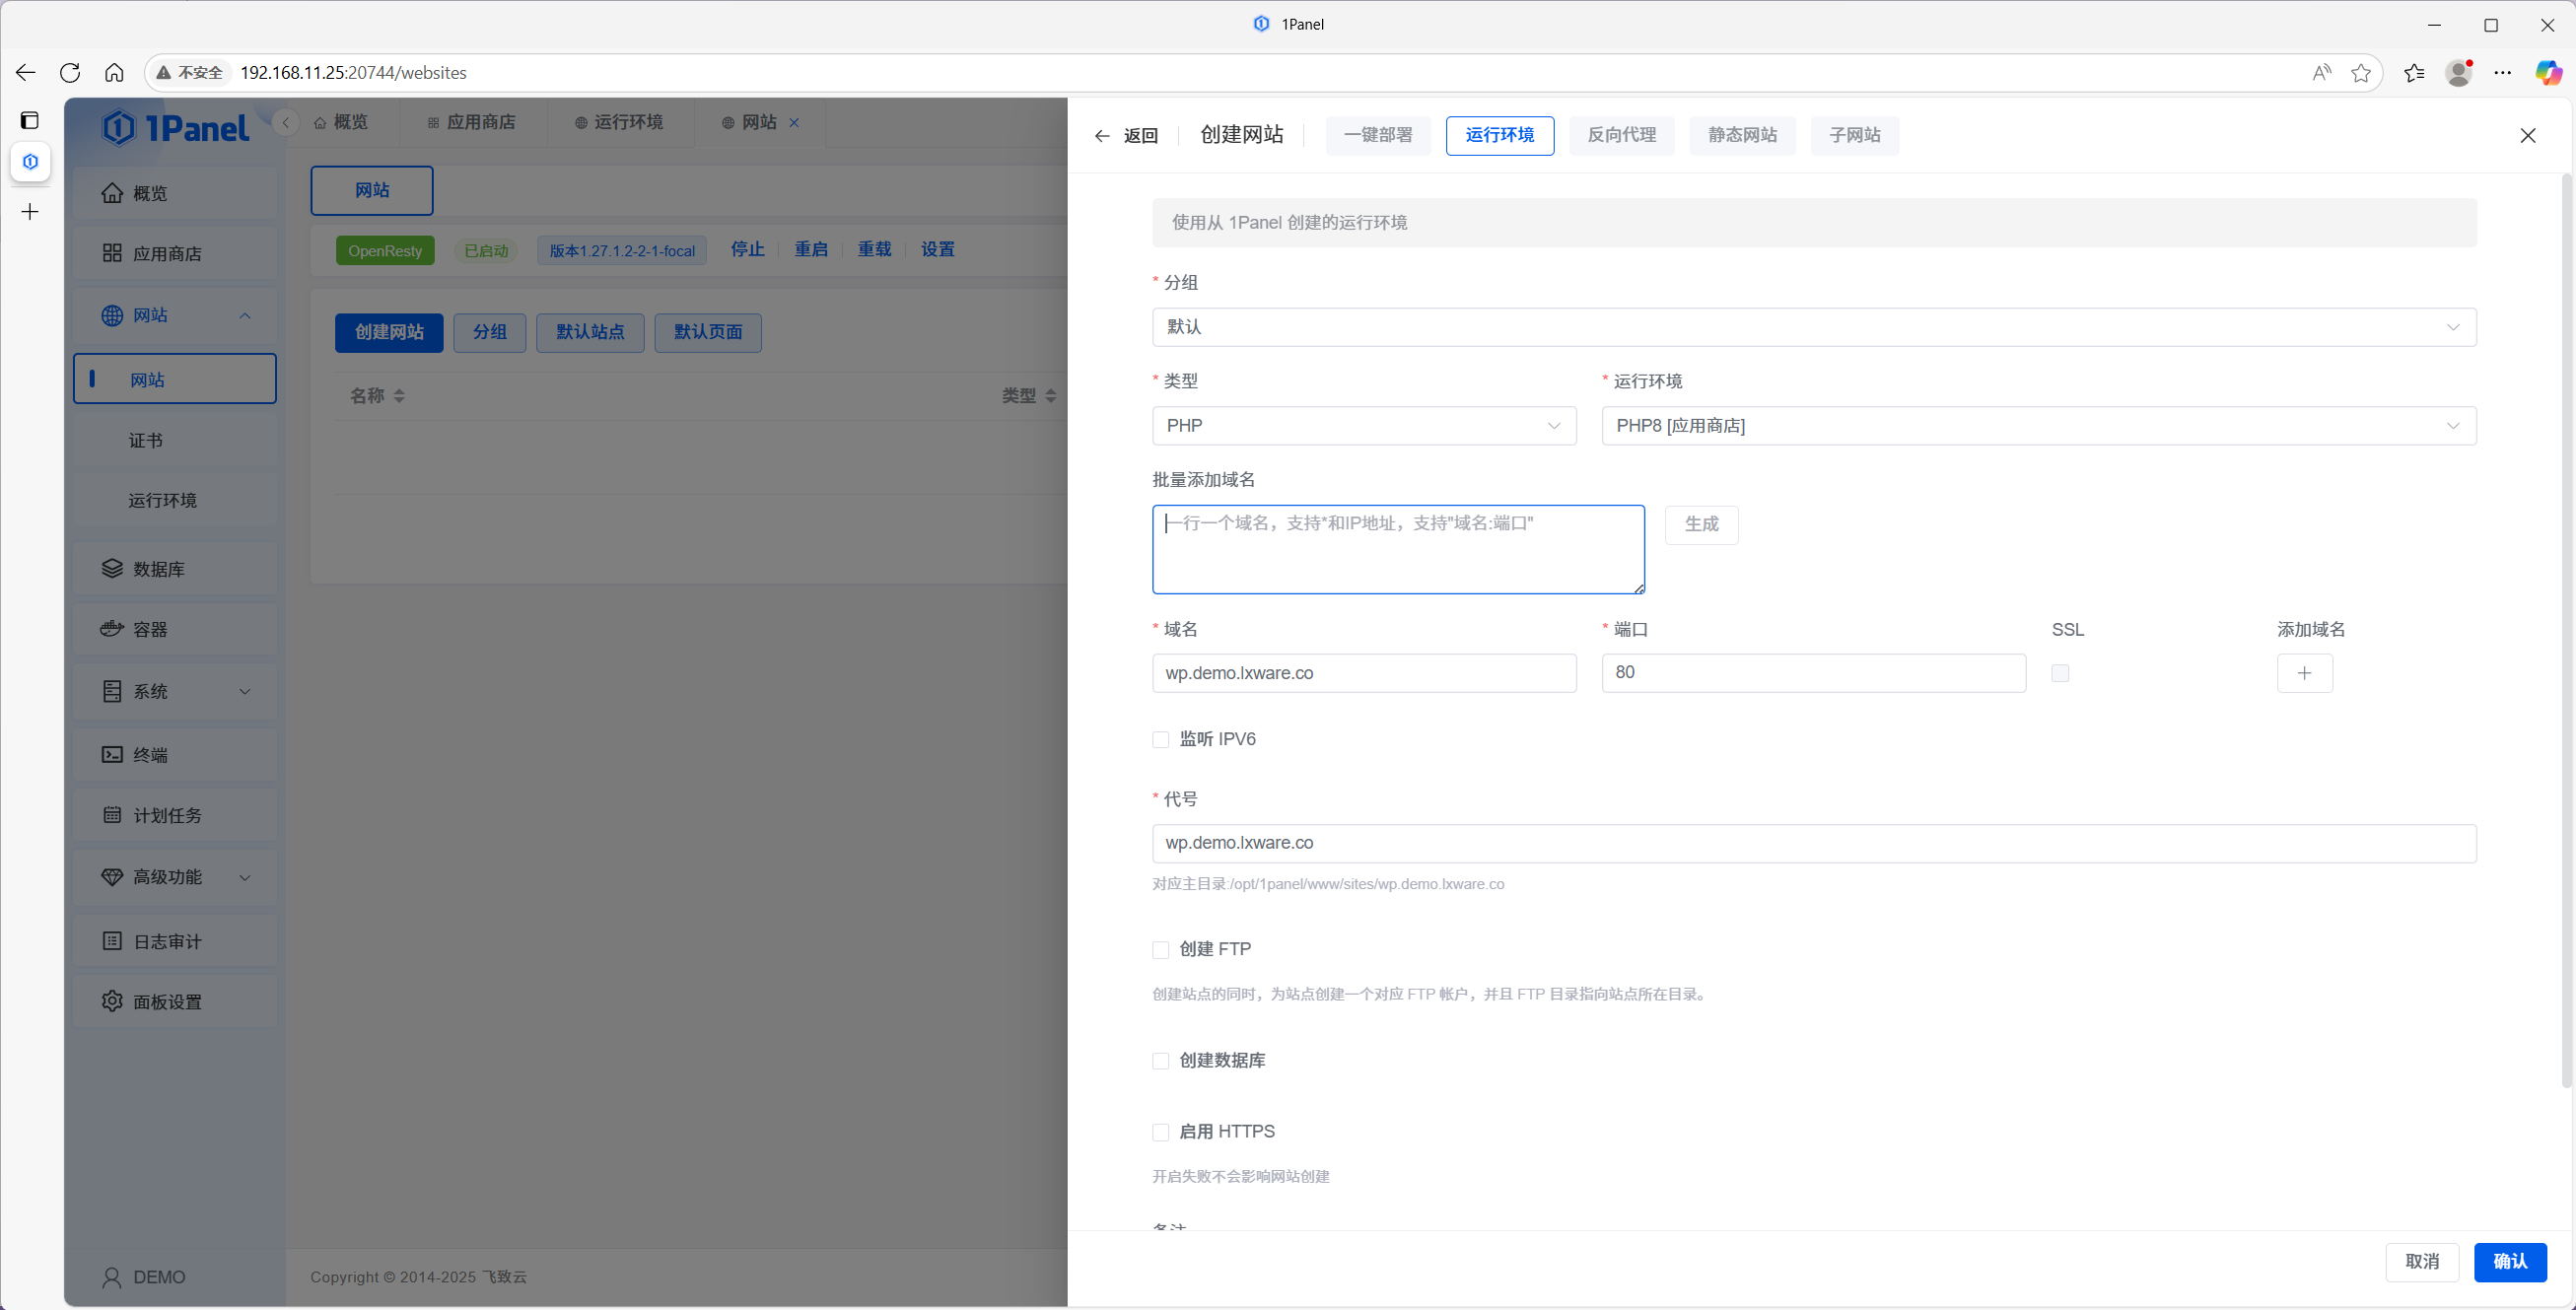 1Panel
不安全
192.168.11.25:20744/websites
1Panel
概览
应用商店
运行环境
网站
概览
应用商店
网站
网站
证书
运行环境
数据库
容器
系统
终端
计划任务
高级功能
日志审计
面板设置
DEMO
网站
OpenResty
已启动
版本1.27.1.2-2-1-focal
停止
重启
重载
设置
创建网站
分组
默认站点
默认页面
名称
类型
Copyright © 2014-2025 飞致云
返回
创建网站
一键部署
运行环境
反向代理
静态网站
子网站
使用从 1Panel 创建的运行环境
* 分组
默认
* 类型
* 运行环境
PHP
PHP8 [应用商店]
批量添加域名
一行一个域名，支持*和IP地址，支持"域名:端口"
生成
* 域名
* 端口
SSL
添加域名
wp.demo.lxware.co
80
监听 IPV6
* 代号
wp.demo.lxware.co
对应主目录:/opt/1panel/www/sites/wp.demo.lxware.co
创建 FTP
创建站点的同时，为站点创建一个对应 FTP 帐户，并且 FTP 目录指向站点所在目录。
创建数据库
启用 HTTPS
开启失败不会影响网站创建
取消
确认